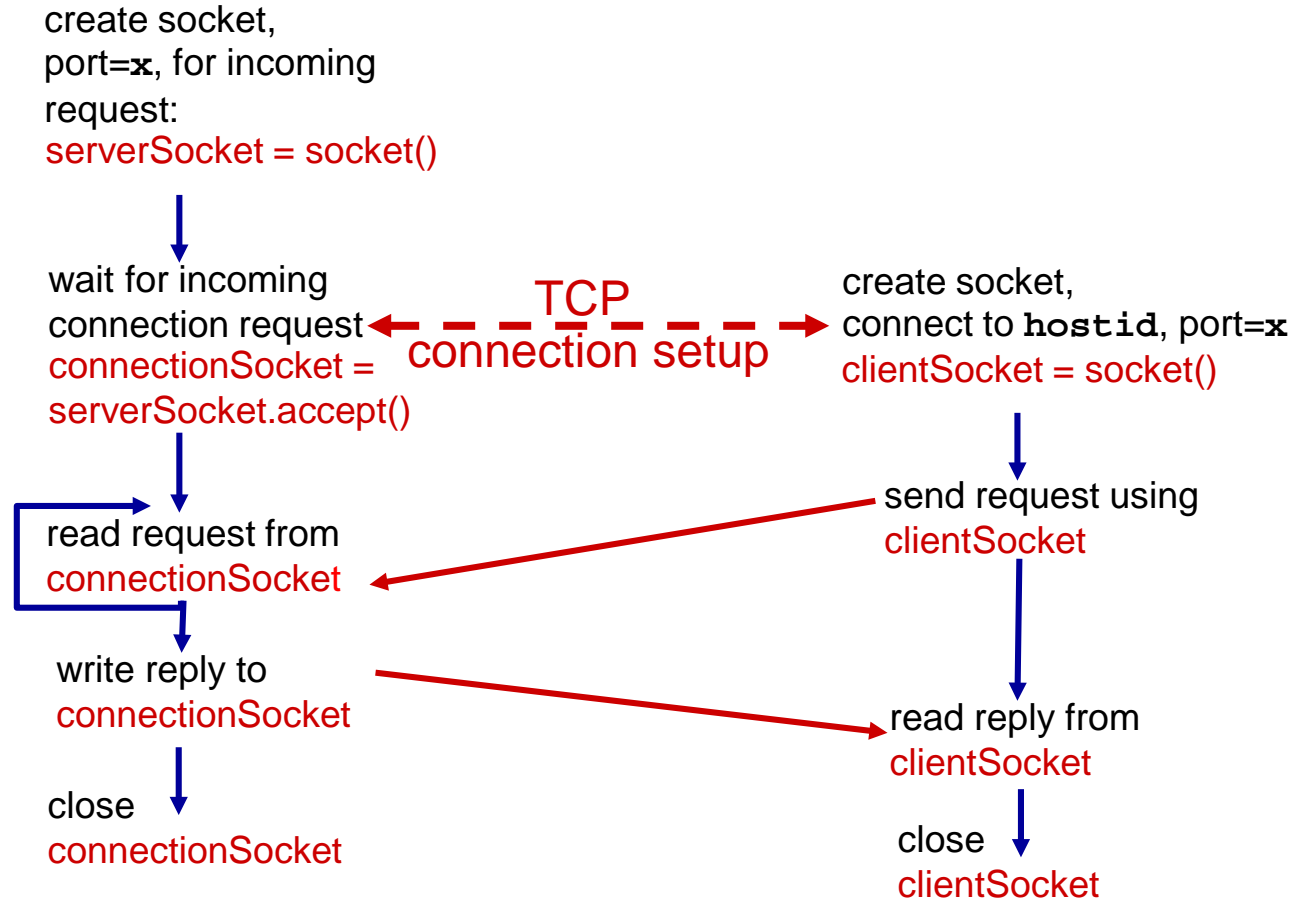 create socket,
port=x, for incoming
request:
serverSocket = socket()
wait for incoming
connection request
connectionSocket =
serverSocket.accept()
TCP
connection setup
create socket,
connect to hostid, port=x
clientSocket = socket()
read request from
connectionSocket
send request using
clientSocket
write reply to
connectionSocket
read reply from
clientSocket
close
connectionSocket
close
clientSocket